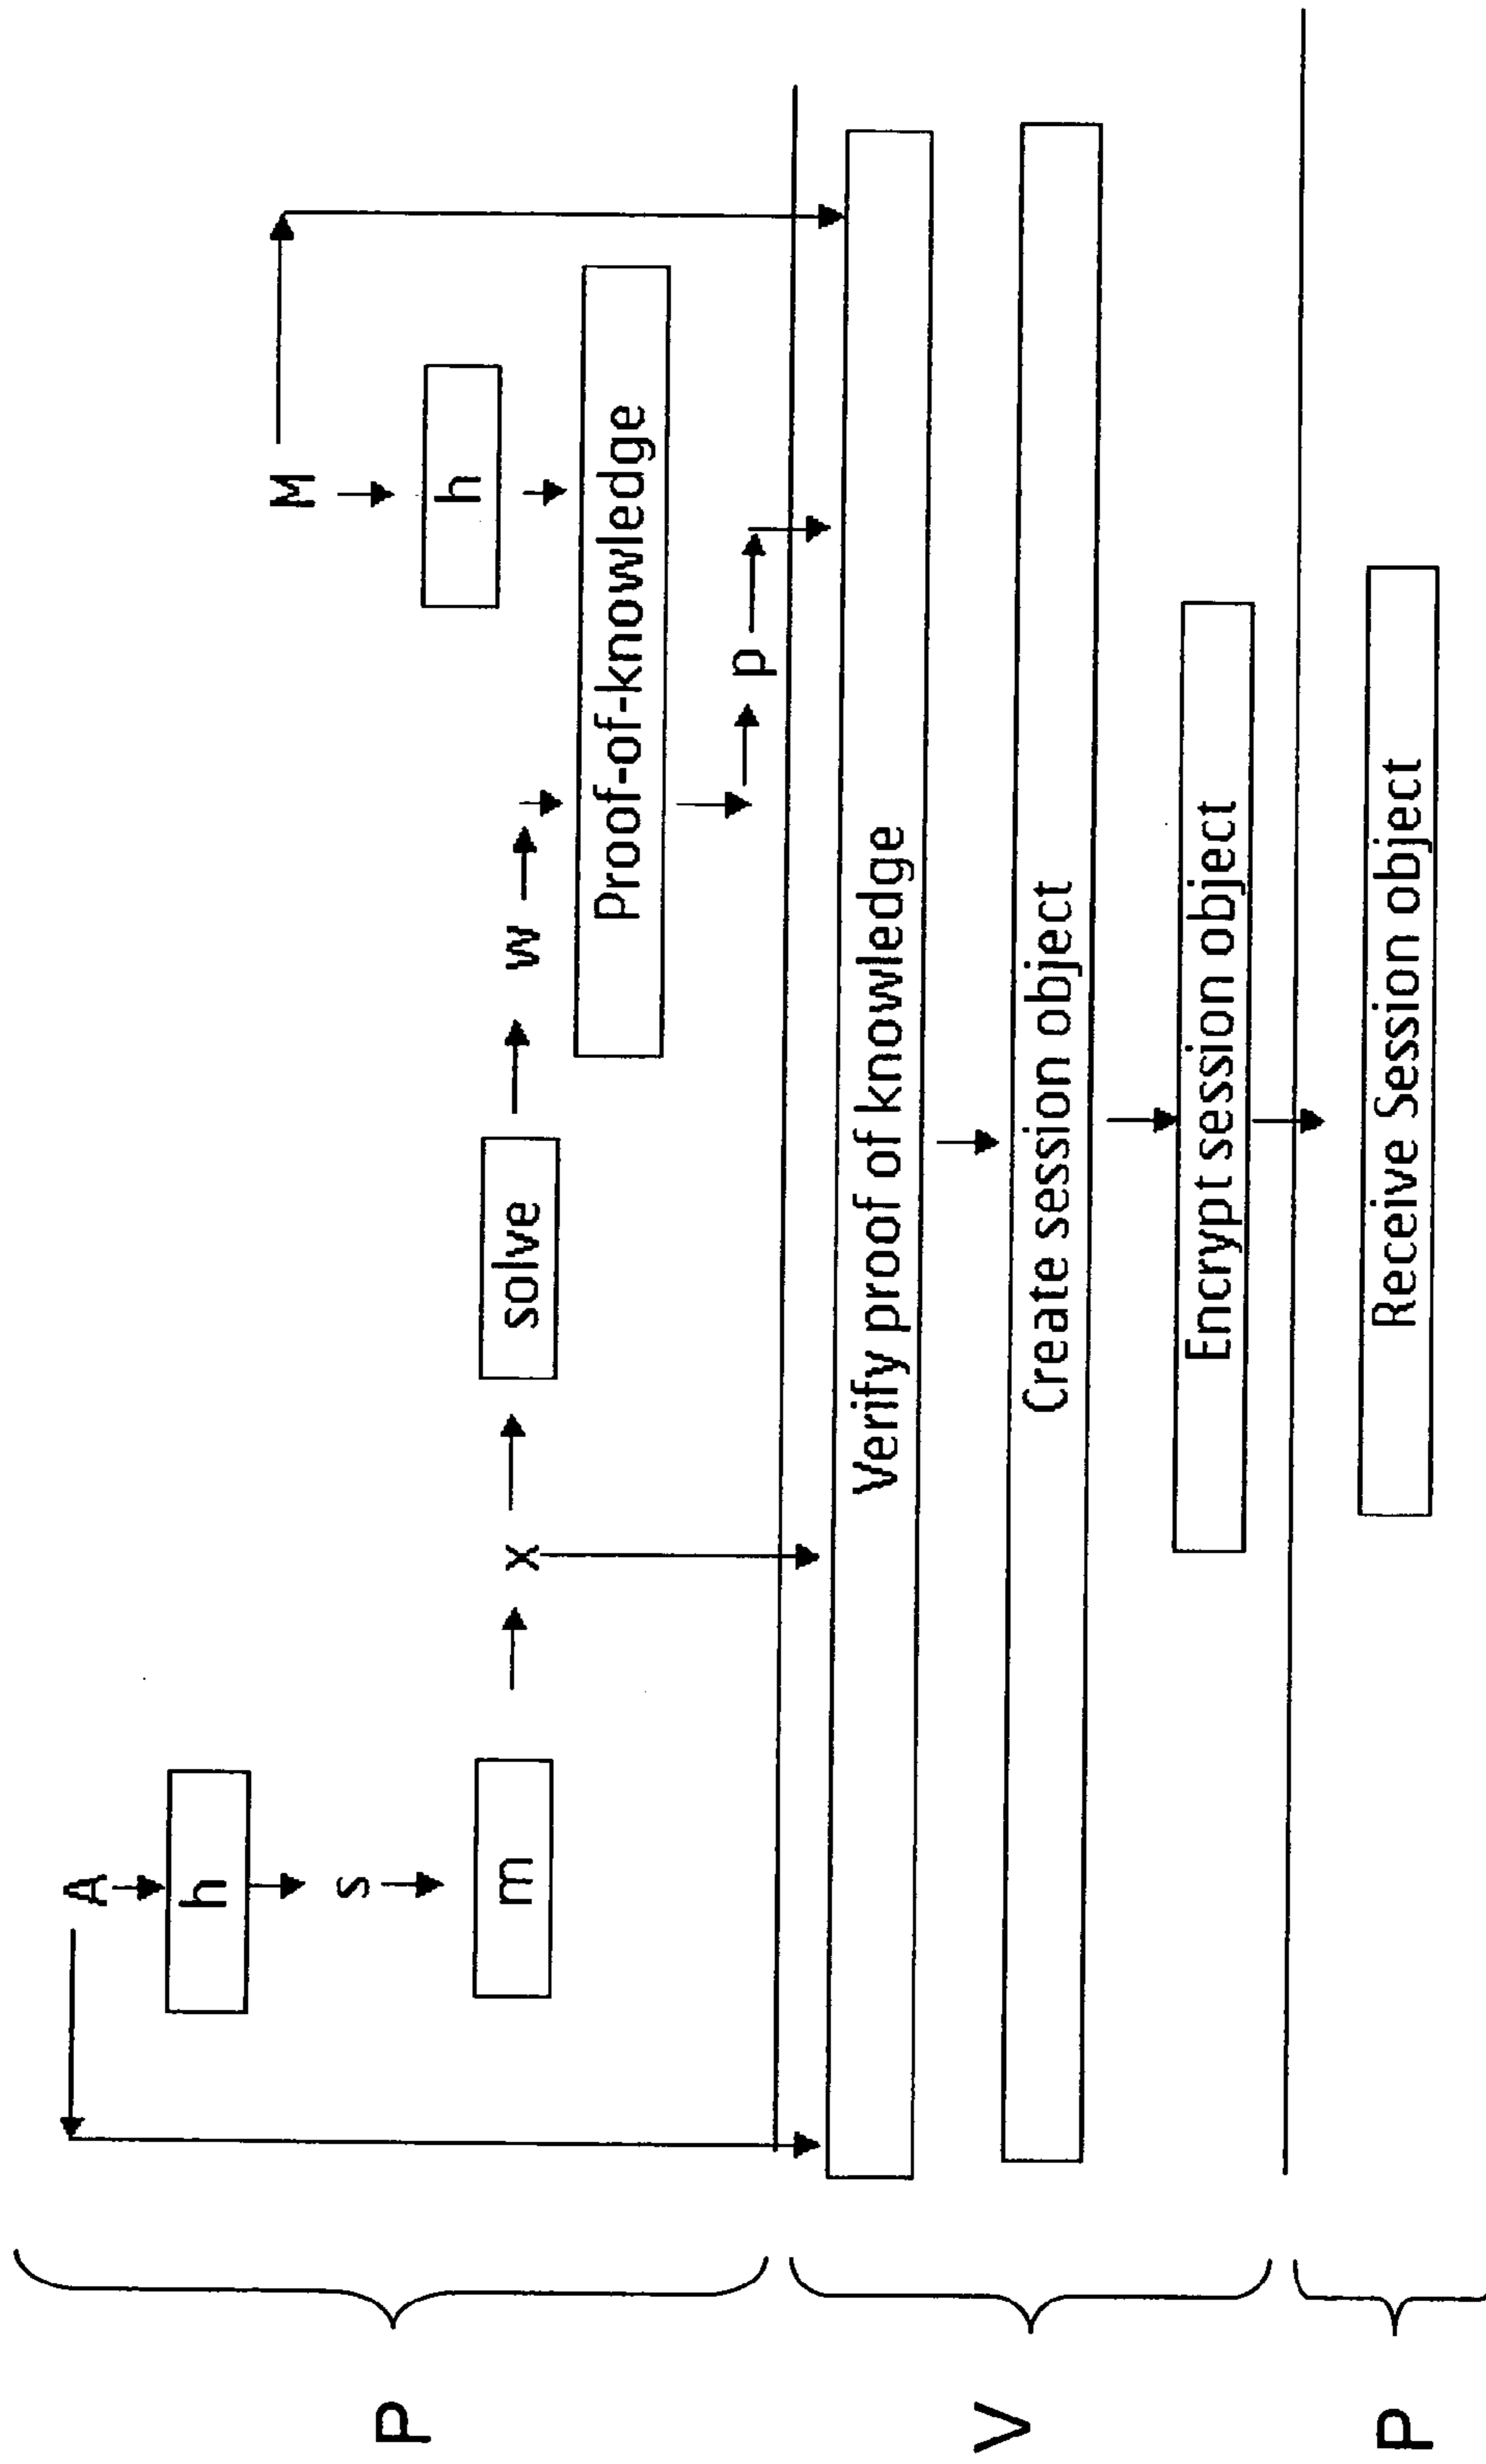 P
A
h
s
m
x
solve
w
M
h
Proof-of-knowledge
p
V
Verify proof of knowledge
Create session object
Encrypt session object
P
Receive Session object